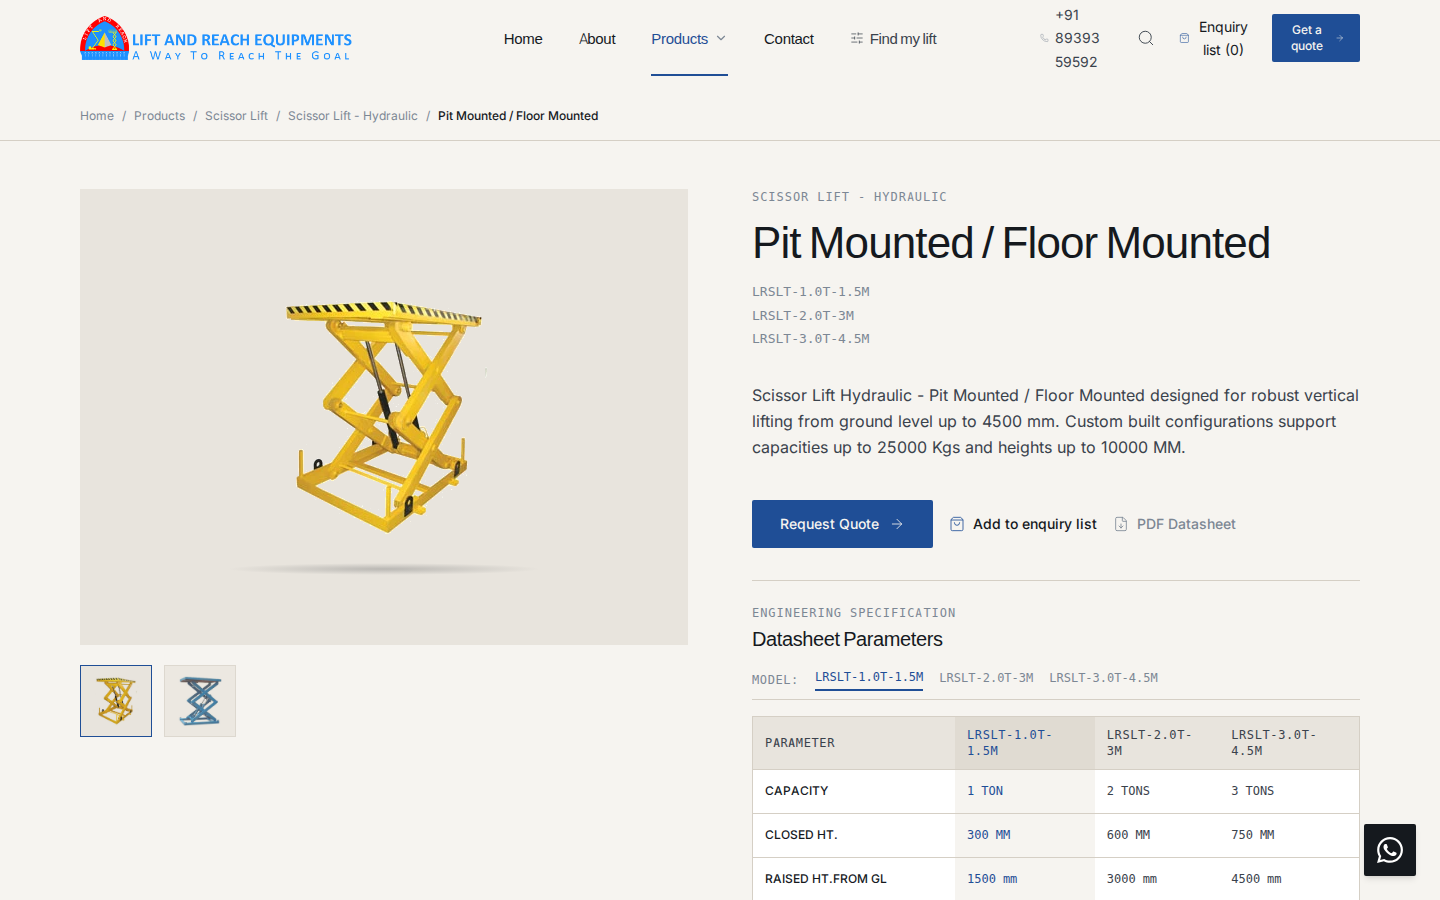 LIFT AND REACH EQUIPMENTS
A WAY TO REACH THE GOAL
Home
About
Products
Contact
Find my lift
+91
89393
59592
Enquiry
list (0)
Get a
quote
Home / Products / Scissor Lift / Scissor Lift - Hydraulic / Pit Mounted / Floor Mounted
SCISSOR LIFT - HYDRAULIC
Pit Mounted / Floor Mounted
LRSLT-1.0T-1.5M
LRSLT-2.0T-3M
LRSLT-3.0T-4.5M
Scissor Lift Hydraulic - Pit Mounted / Floor Mounted designed for robust vertical
lifting from ground level up to 4500 mm. Custom built configurations support
capacities up to 25000 Kgs and heights up to 10000 MM.
Request Quote
Add to enquiry list
PDF Datasheet
ENGINEERING SPECIFICATION
Datasheet Parameters
MODEL: LRSLT-1.0T-1.5M LRSLT-2.0T-3M LRSLT-3.0T-4.5M
PARAMETER
LRSLT-1.0T-
1.5M
LRSLT-2.0T-
3M
LRSLT-3.0T-
4.5M
CAPACITY 1 TON 2 TONS 3 TONS
CLOSED HT. 300 MM 600 MM 750 MM
RAISED HT.FROM GL 1500 mm 3000 mm 4500 mm